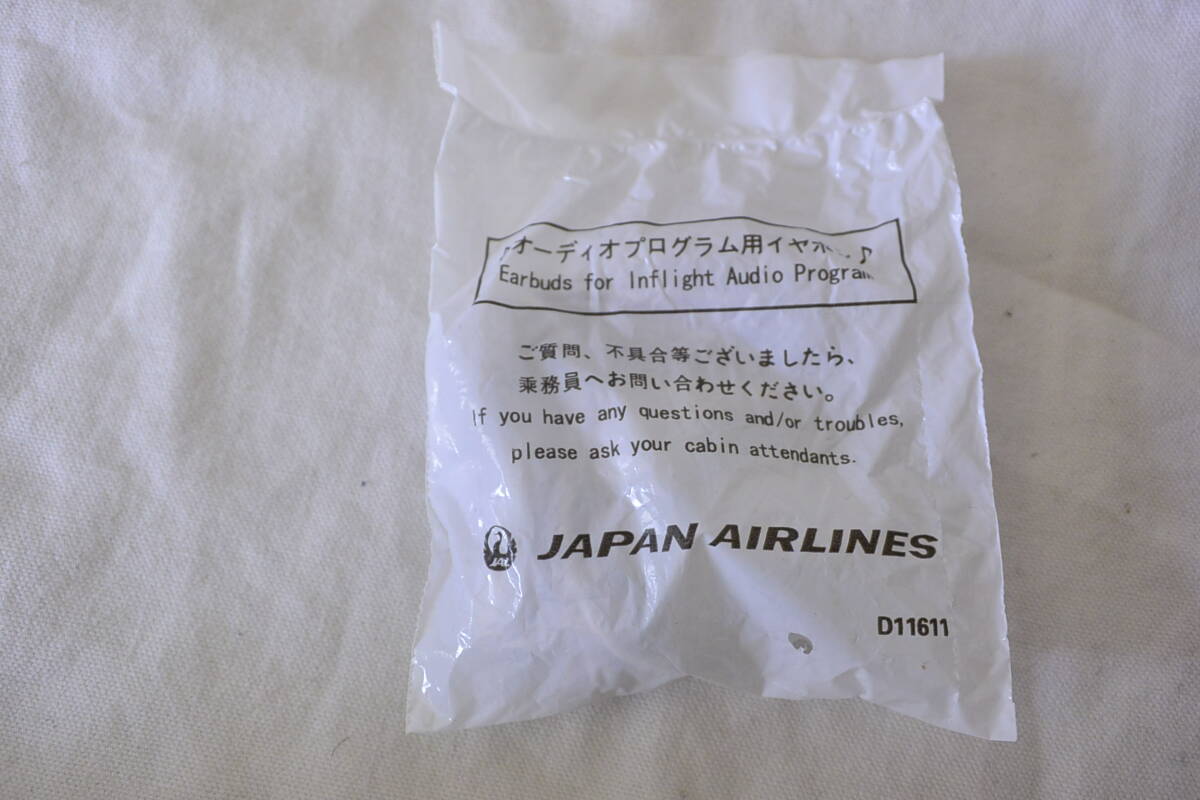 ♪オーディオプログラム用イヤホン♪
Earbuds for Inflight Audio Program
ご質問、不具合等ございましたら、
乗務員へお問い合わせください。
If you have any questions and/or troubles,
please ask your cabin attendants.
JAL
JAPAN AIRLINES
D11611